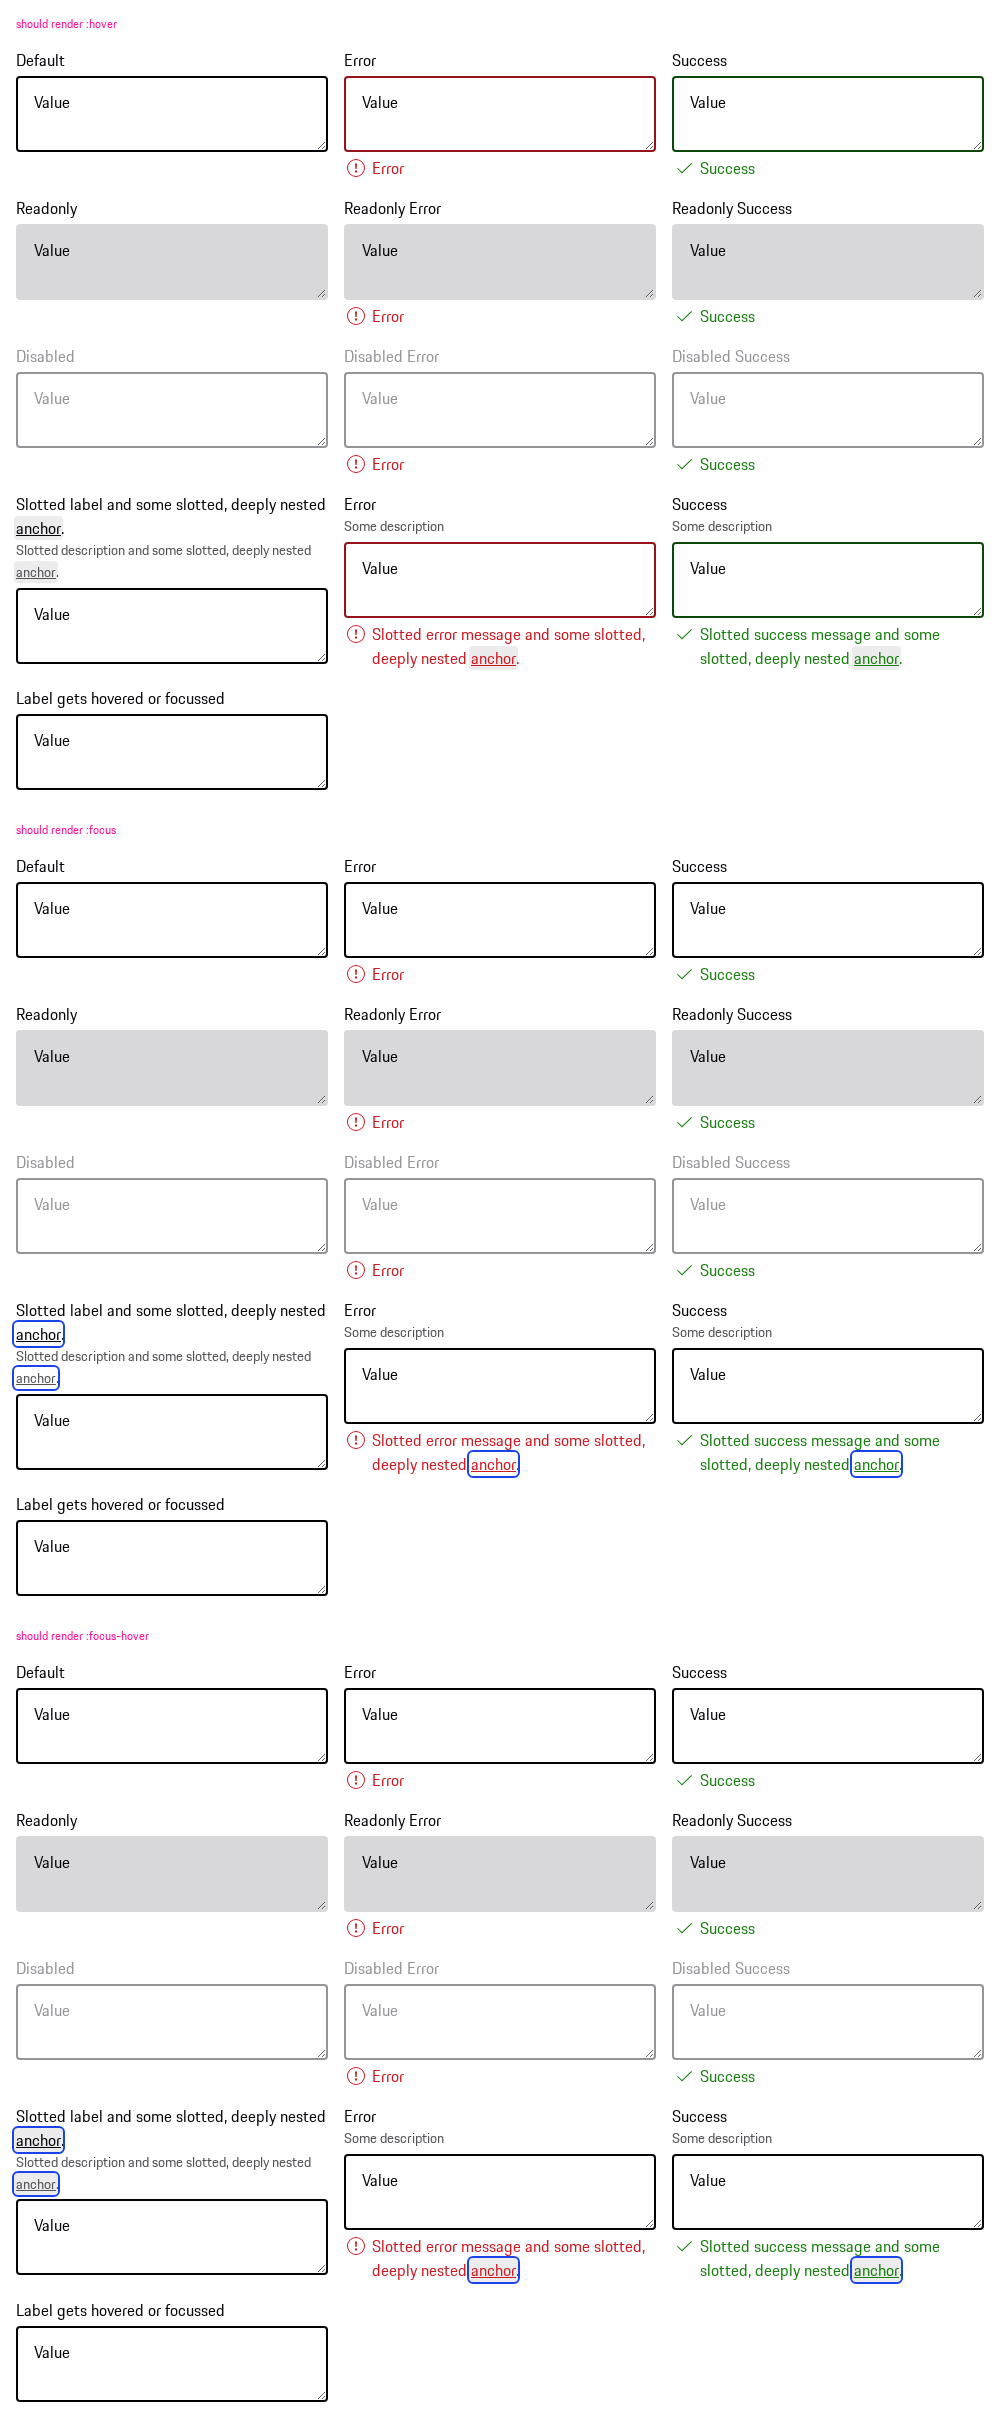 should render :hover
Default
Error
Success
Value
Value
Value
Error
Success
Readonly
Readonly Error
Readonly Success
Value
Value
Value
Error
Success
Disabled
Disabled Error
Disabled Success
Value
Value
Value
Error
Success
Slotted label and some slotted, deeply nested
anchor.
Slotted description and some slotted, deeply nested
anchor.
Value
Error
Some description
Value
Slotted error message and some slotted,
deeply nested anchor.
Success
Some description
Value
Slotted success message and some
slotted, deeply nested anchor.
Label gets hovered or focussed
Value
should render :focus
Default
Error
Success
Value
Value
Value
Error
Success
Readonly
Readonly Error
Readonly Success
Value
Value
Value
Error
Success
Disabled
Disabled Error
Disabled Success
Value
Value
Value
Error
Success
Slotted label and some slotted, deeply nested
anchor.
Slotted description and some slotted, deeply nested
anchor.
Value
Error
Some description
Value
Slotted error message and some slotted,
deeply nested anchor.
Success
Some description
Value
Slotted success message and some
slotted, deeply nested anchor.
Label gets hovered or focussed
Value
should render :focus-hover
Default
Error
Success
Value
Value
Value
Error
Success
Readonly
Readonly Error
Readonly Success
Value
Value
Value
Error
Success
Disabled
Disabled Error
Disabled Success
Value
Value
Value
Error
Success
Slotted label and some slotted, deeply nested
anchor.
Slotted description and some slotted, deeply nested
anchor.
Value
Error
Some description
Value
Slotted error message and some slotted,
deeply nested anchor.
Success
Some description
Value
Slotted success message and some
slotted, deeply nested anchor.
Label gets hovered or focussed
Value